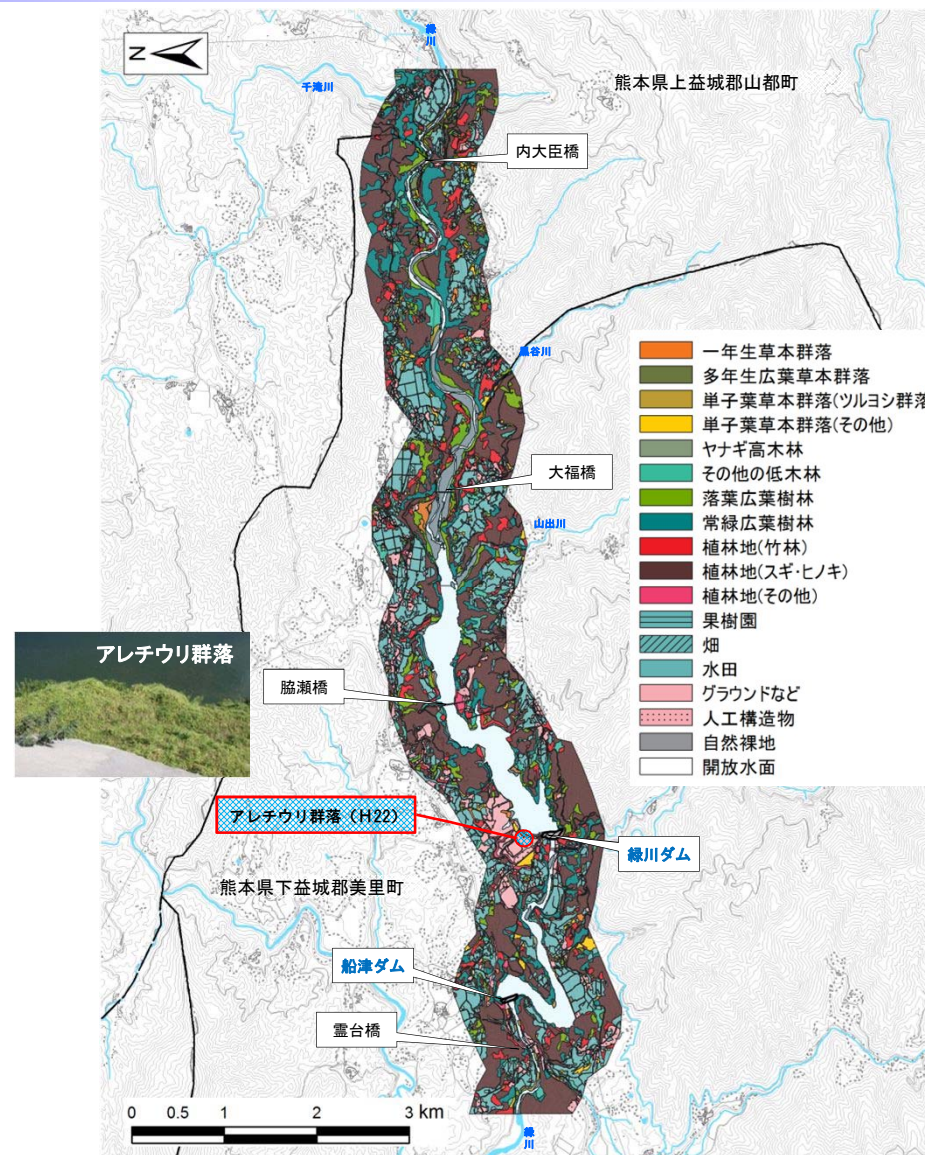 N
緑川
千滝川
熊本県上益城郡山都町
内大臣橋
一年生草本群落
多年生広葉草本群落
単子葉草本群落(ツルヨシ群落
単子葉草本群落(その他)
ヤナギ高木林
その他の低木林
落葉広葉樹林
常緑広葉樹林
植林地(竹林)
植林地(スギ・ヒノキ)
植林地(その他)
果樹園
畑
水田
グラウンドなど
人工構造物
自然裸地
開放水面
大福橋
山出川
アレチウリ群落
脇瀬橋
アレチウリ群落（H22）
緑川ダム
熊本県下益城郡美里町
船津ダム
霊台橋
0 0.5 1 2 3 km
緑川